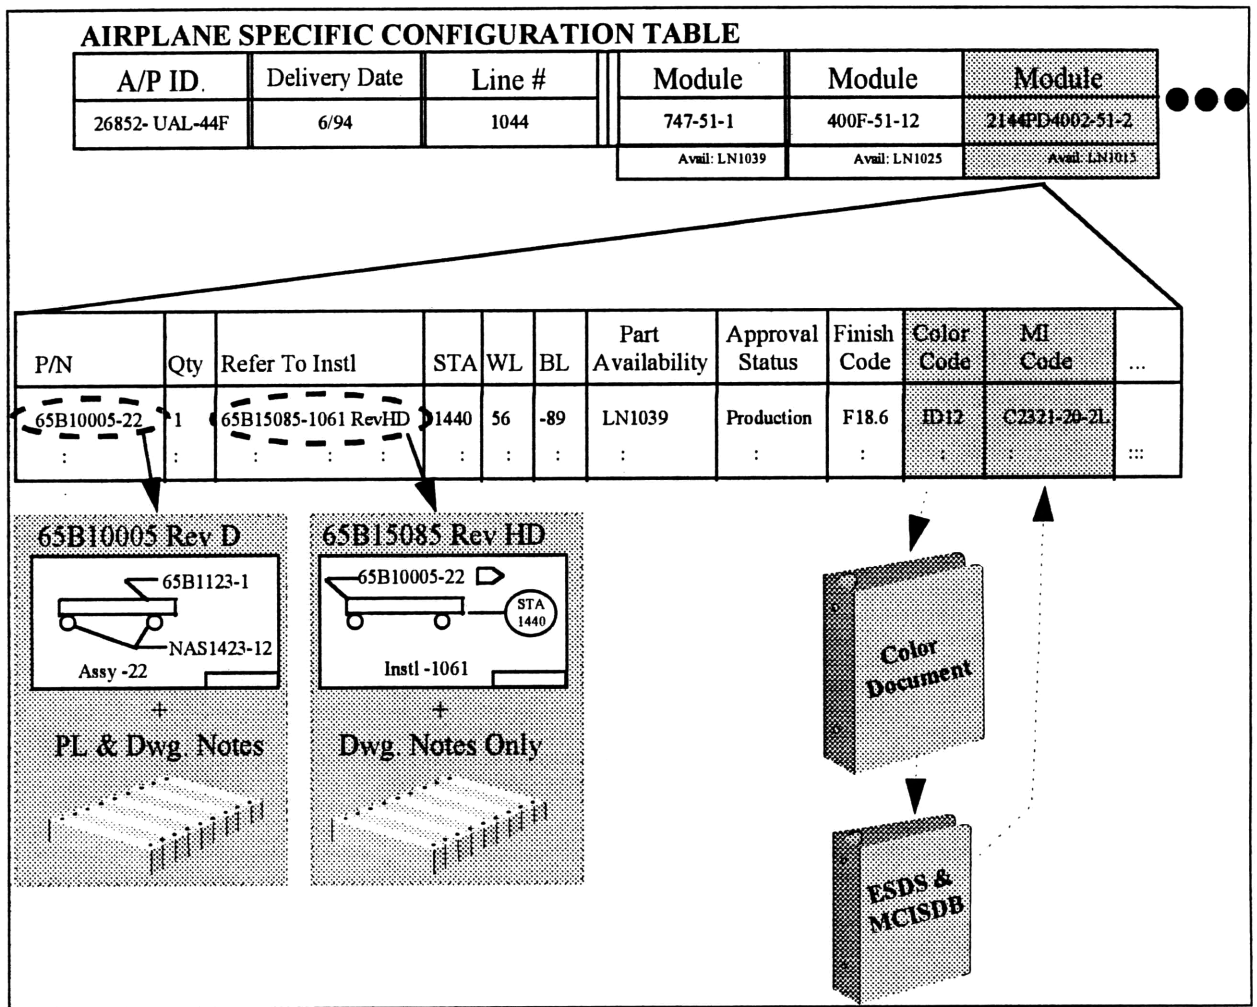 AIRPLANE SPECIFIC CONFIGURATION TABLE
A/P ID. Delivery Date Line # Module Module Module
26852- UAL-44F 6/94 1044 747-51-1 400F-51-12 2144PD4002-51-2
Avail: LN1039 Avail: LN1025 Avail: LN1015
Part Approval Finish Color MI
P/N Qty Refer To Instl STA WL BL Availability Status Code Code Code ...
65B10005-22 1 65B15085-1061 RevHD 1440 56 -89 LN1039 Production F18.6 ID12 C2321-20-2L
: : : : : : : : : : : : : :::
65B10005 Rev D
65B1123-1
NAS1423-12
Assy -22
+
PL & Dwg. Notes
65B15085 Rev HD
65B10005-22
STA
1440
Instl -1061
+
Dwg. Notes Only
Color
Document
ESDS &
MCISDB